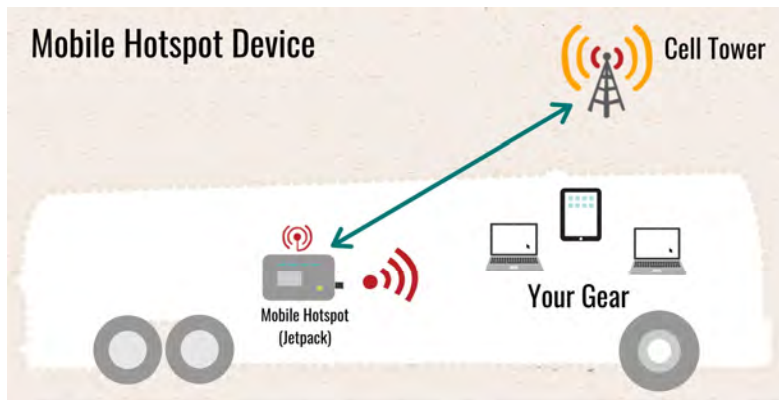 Mobile Hotspot Device
Cell Tower
Your Gear
Mobile Hotspot
(Jetpack)